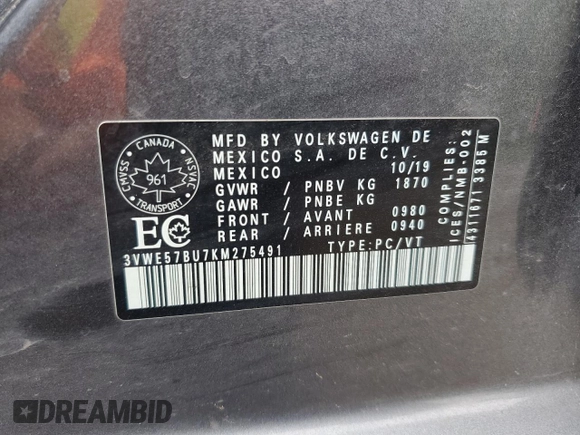 MFD BY VOLKSWAGEN DE
MEXICO S.A. DE C.V.
MEXICO 10/19
GVWR / PNBV KG 1870
GAWR / PNBE KG
FRONT / AVANT 0980
REAR / ARRIERE 0940
TYPE:PC/VT
3VWE57BU7KM275491
CANADA
CMVSS
NSVAC
961
TRANSPORT
EC
COMPLIES:
ICES/NMB-002
4311671 3385 M
DREAMBID